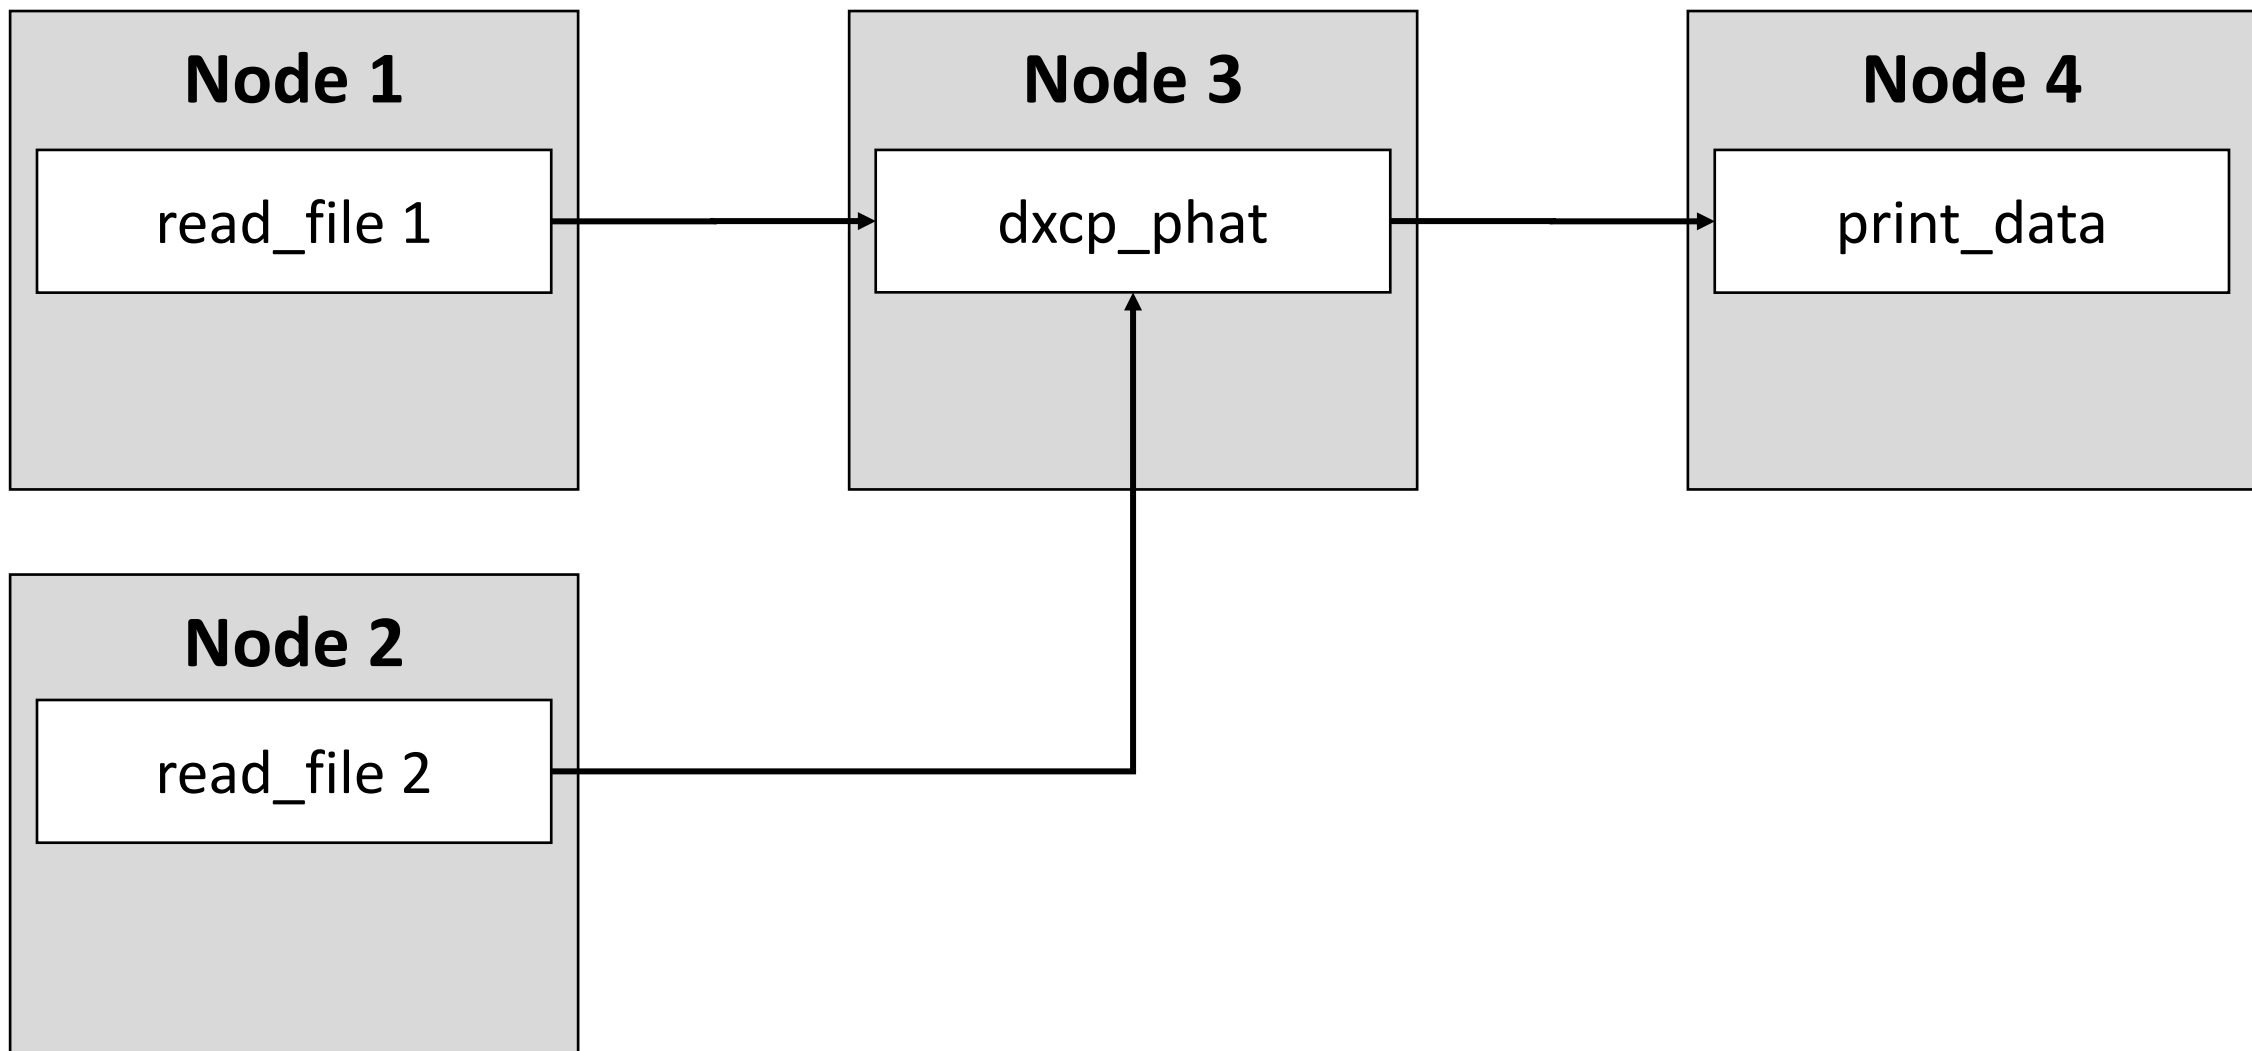 Node 1
read_file 1
Node 3
dxcp_phat
Node 4
print_data
Node 2
read_file 2